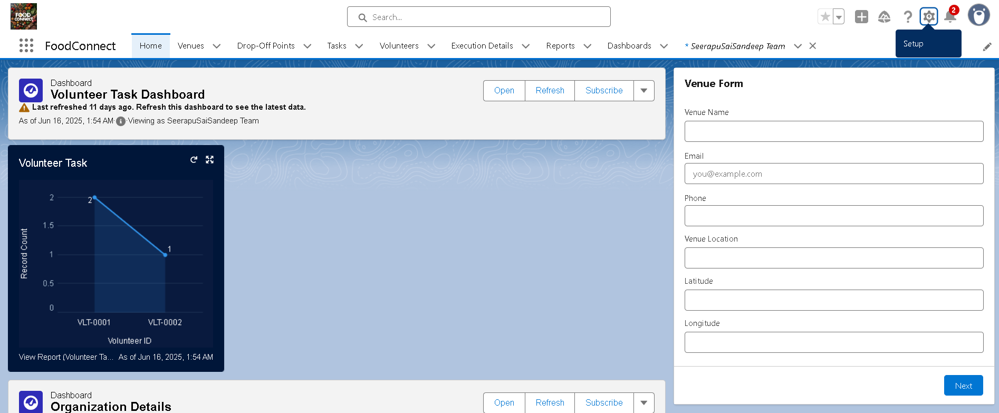 FOOD
CONNECT
Search...
2
FoodConnect
Home
Venues
Drop-Off Points
Tasks
Volunteers
Execution Details
Reports
Dashboards
* SeerapuSaiSandeep Team
Setup
Dashboard
Volunteer Task Dashboard
Last refreshed 11 days ago. Refresh this dashboard to see the latest data.
As of Jun 16, 2025, 1:54 AM·Viewing as SeerapuSaiSandeep Team
Open
Refresh
Subscribe
Volunteer Task
2
1.5
1
0.5
0
2
1
Record Count
VLT-0001
VLT-0002
Volunteer ID
View Report (Volunteer Ta...
As of Jun 16, 2025, 1:54 AM
Dashboard
Organization Details
Open
Refresh
Subscribe
Venue Form
Venue Name
Email
you@example.com
Phone
Venue Location
Latitude
Longitude
Next